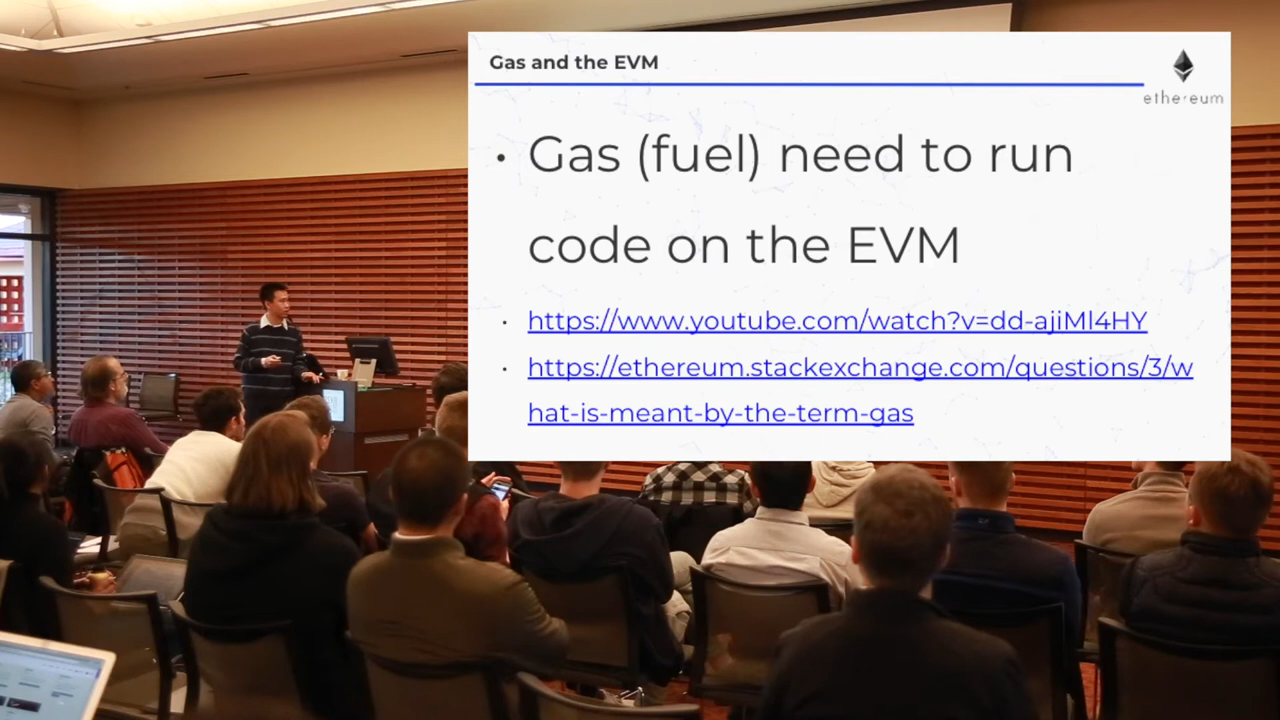 Gas and the EVM
ethereum
• Gas (fuel) need to run
code on the EVM
• https://www.youtube.com/watch?v=dd-ajiMl4HY
• https://ethereum.stackexchange.com/questions/3/w
hat-is-meant-by-the-term-gas